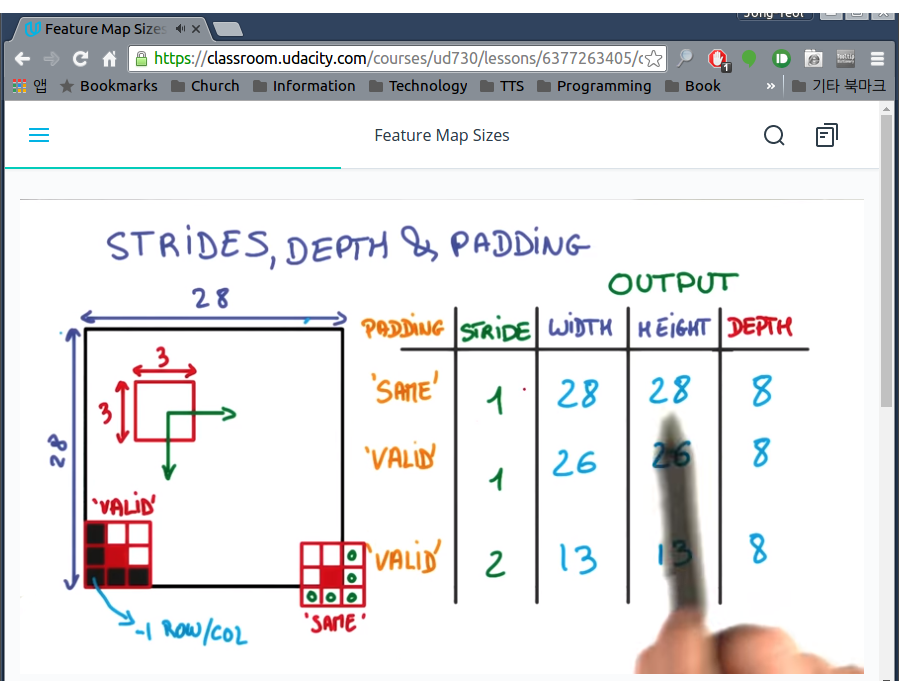 Feature Map Sizes
https://classroom.udacity.com/courses/ud730/lessons/6377263405/c
1
앱 Bookmarks Church Information Technology TTS Programming Book » 기타 북마크
Feature Map Sizes
STRIDES, DEPTH & PADDING
28
28
3
3
'VALID'
-1 ROW/COL
'SAME'
OUTPUT
PADDING STRIDE WIDTH HEIGHT DEPTH
'SAME' 1 28 28 8
'VALID' 1 26 26 8
'VALID' 2 13 13 8